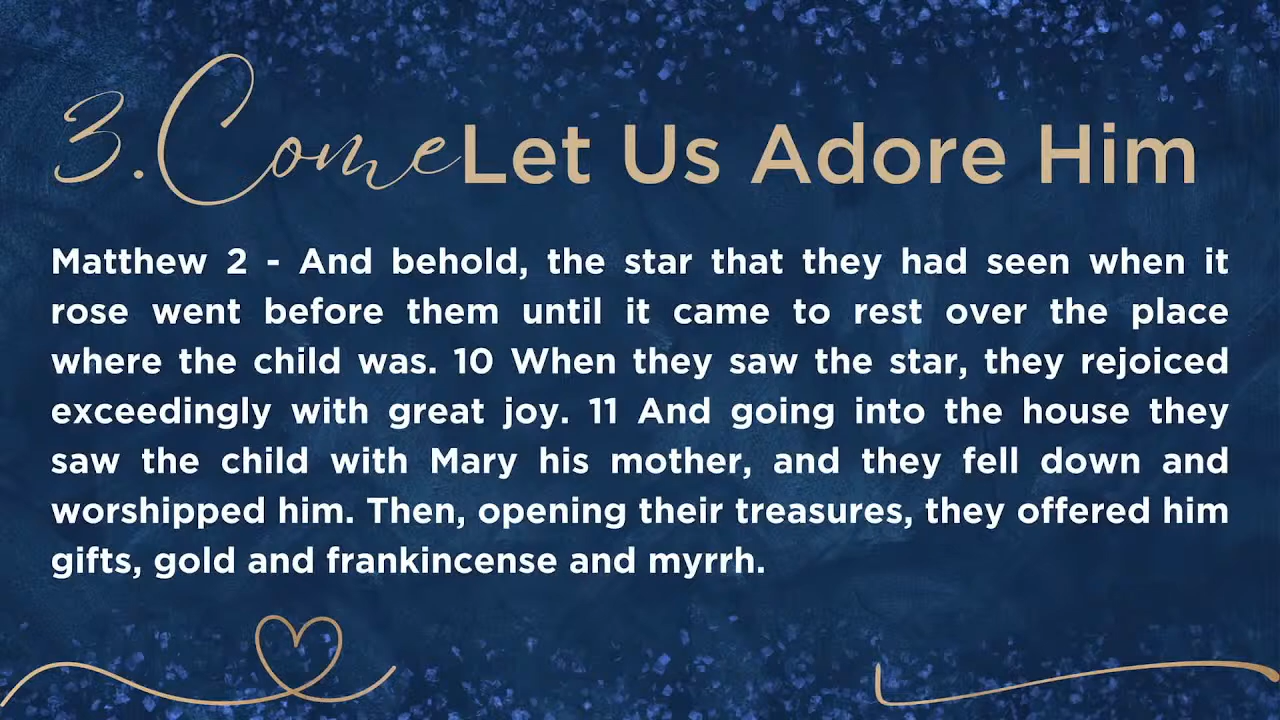 3. Come Let Us Adore Him
Matthew 2 - And behold, the star that they had seen when it
rose went before them until it came to rest over the place
where the child was. 10 When they saw the star, they rejoiced
exceedingly with great joy. 11 And going into the house they
saw the child with Mary his mother, and they fell down and
worshipped him. Then, opening their treasures, they offered him
gifts, gold and frankincense and myrrh.